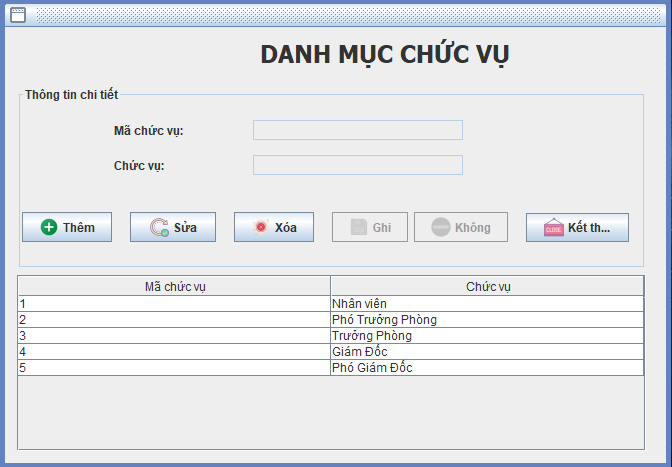 DANH MỤC CHỨC VỤ
Thông tin chi tiết
Mã chức vụ:
Chức vụ:
Thêm Sửa Xóa Ghi Không CLOSE Kết th...
Mã chức vụ Chức vụ
1 Nhân viên
2 Phó Trưởng Phòng
3 Trưởng Phòng
4 Giám Đốc
5 Phó Giám Đốc